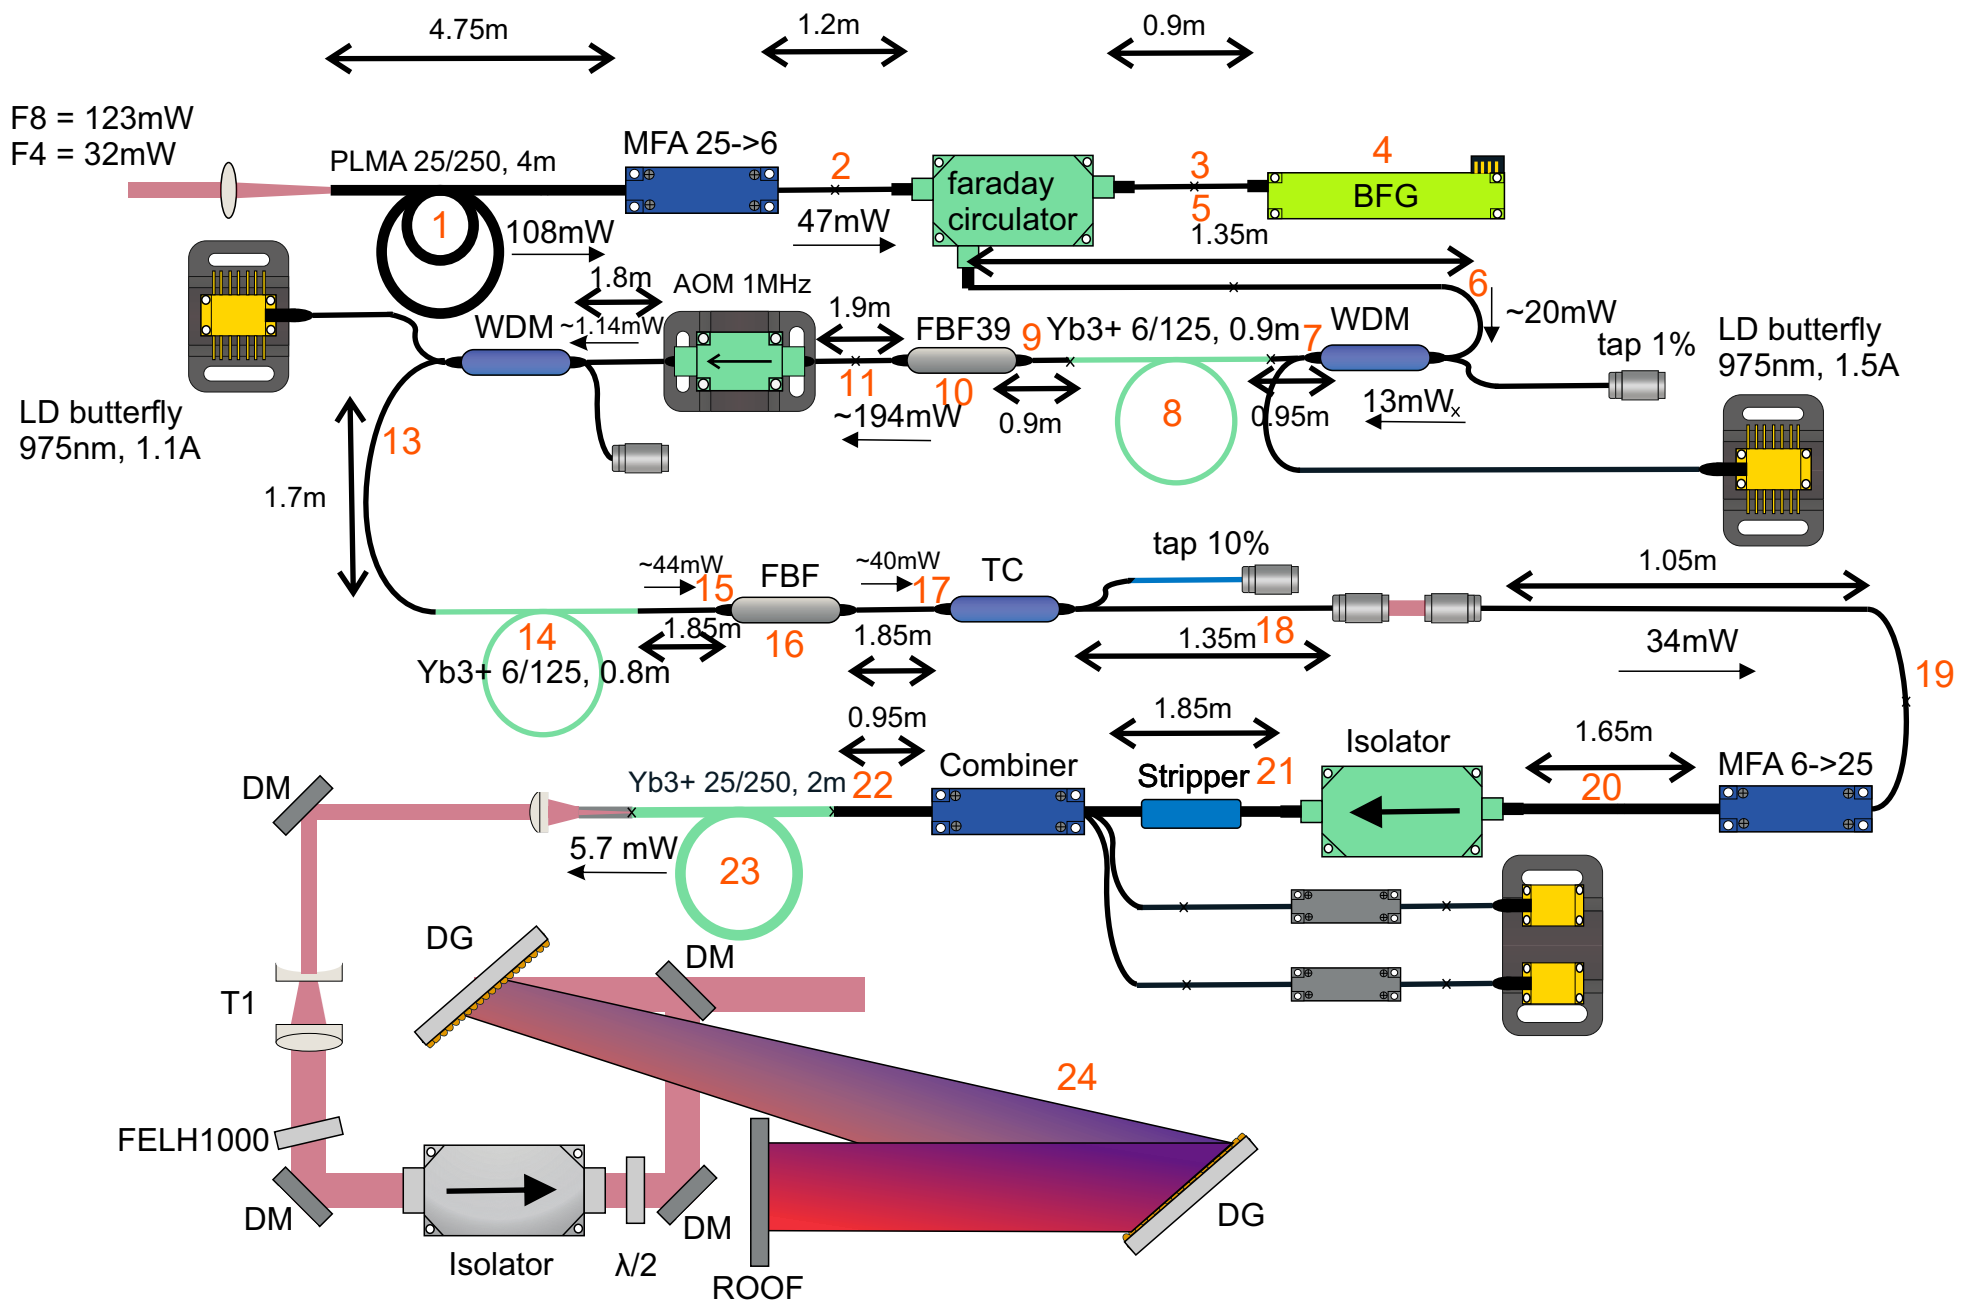 4.75m
1.2m
0.9m
F8 = 123mW
F4 = 32mW
PLMA 25/250, 4m
MFA 25->6
2
3
4
faraday
circulator
BFG
1
108mW
47mW
5
1.35m
1.8m
AOM 1MHz
6
~20mW
WDM
~1.14mW
1.9m
FBF39
9
Yb3+ 6/125, 0.9m
7
WDM
tap 1%
LD butterfly
975nm, 1.5A
11
10
~194mW
0.9m
8
0.95m
13mW
LD butterfly
975nm, 1.1A
13
1.7m
~44mW
15
FBF
~40mW
17
TC
tap 10%
1.05m
14
1.85m
16
1.85m
1.35m
18
34mW
Yb3+ 6/125, 0.8m
19
0.95m
1.85m
1.65m
DM
Yb3+ 25/250, 2m
22
Combiner
Stripper
21
Isolator
20
MFA 6->25
5.7 mW
23
DG
DM
T1
24
FELH1000
DM
Isolator
λ/2
DM
ROOF
DG